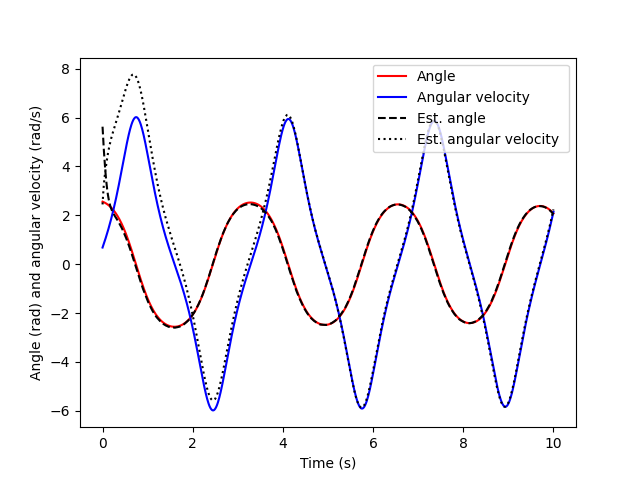 8
6
4
2
0
−2
−4
−6
Angle (rad) and angular velocity (rad/s)
Angle
Angular velocity
Est. angle
Est. angular velocity
0 2 4 6 8 10
Time (s)